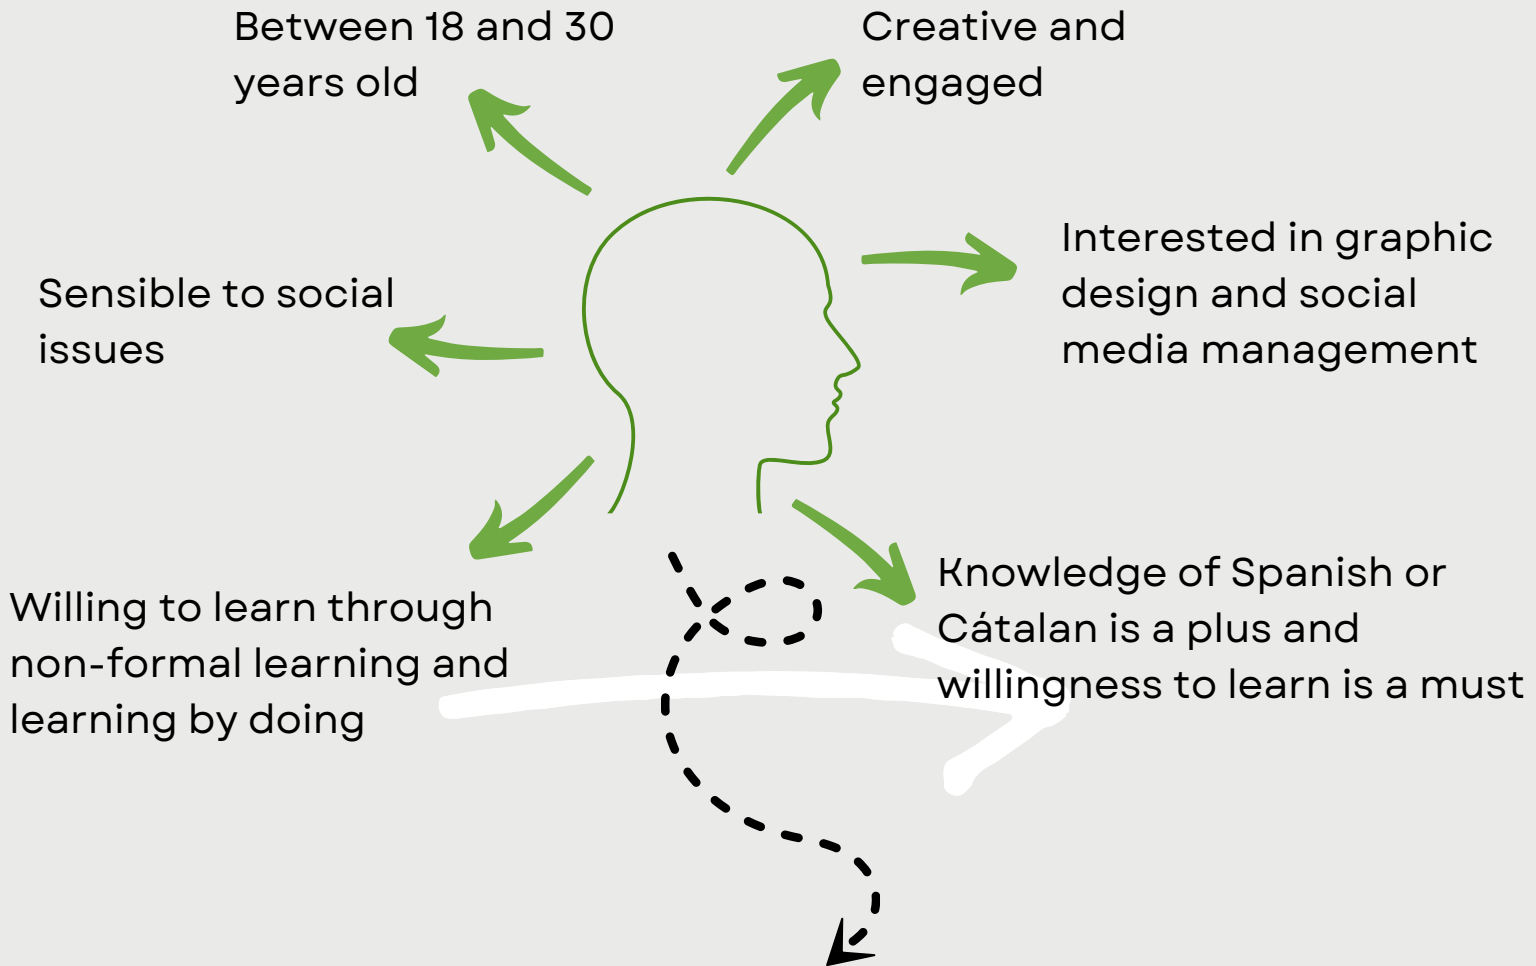 Between 18 and 30
years old
Creative and
engaged
Interested in graphic
design and social
media management
Sensible to social
issues
Knowledge of Spanish or
Cátalan is a plus and
willingness to learn is a must
Willing to learn through
non-formal learning and
learning by doing